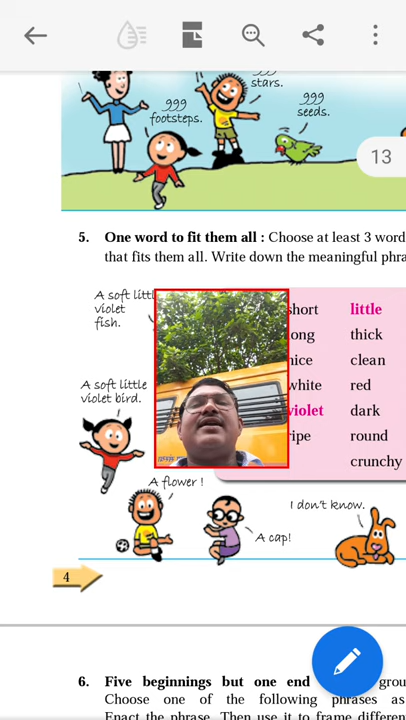 stars.
999
footsteps.
999
seeds.
13
5. One word to fit them all : Choose at least 3 word
that fits them all. Write down the meaningful phra
A soft littl
violet
fish.
short little
ong thick
nice clean
white red
violet dark
ripe round
crunchy
A soft little
violet bird.
A flower !
I don't know.
A cap!
4
6. Five beginnings but one end grou
Choose one of the following phrases as
Enact the phrase. Then use it to frame differen